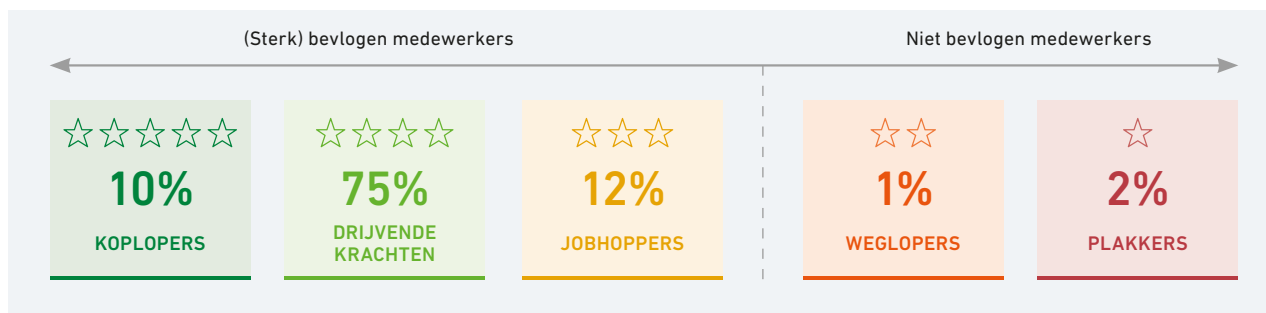 (Sterk) bevlogen medewerkers
Niet bevlogen medewerkers
10%
KOPLOPERS
75%
DRIJVENDE
KRACHTEN
12%
JOBHOPPERS
1%
WEGLOPERS
2%
PLAKKERS